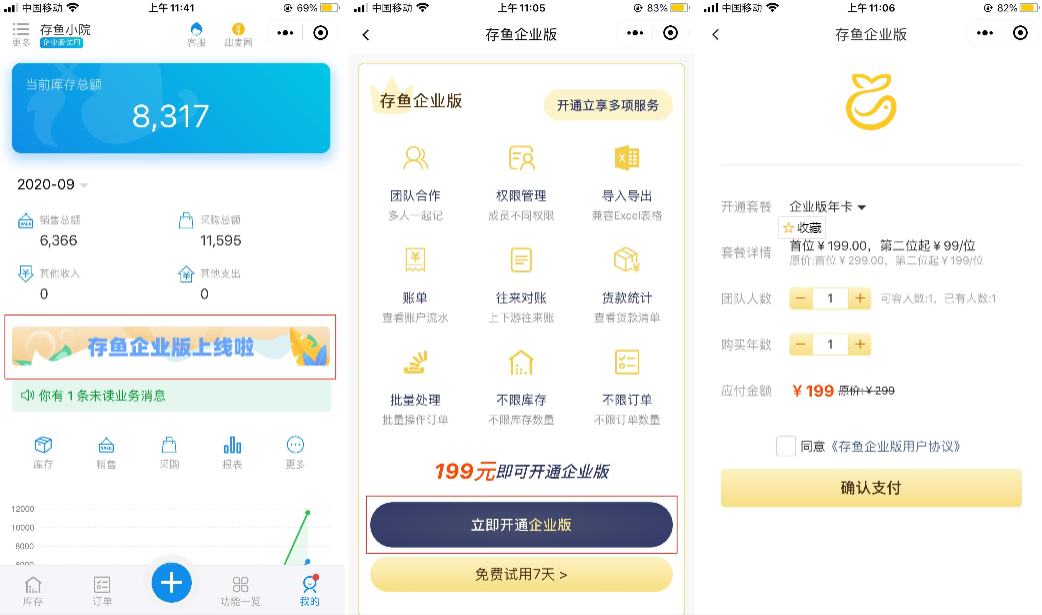 中国移动
上午 11:41
69%
更多
存鱼小院
企业版试用
客服
甜麦圈
当前库存总额
8,317
2020-09
销售总额
6,366
采购总额
11,595
其他收入
0
其他支出
0
存鱼企业版上线啦
你有 1 条未读业务消息
库存
销售
采购
报表
更多
12000
10000
8000
6000
库存
订单
功能一览
我的
中国移动
上午 11:05
83%
存鱼企业版
存鱼企业版
开通立享多项服务
团队合作
多人一起记
权限管理
成员不同权限
导入导出
兼容Excel表格
账单
查看账户流水
往来对账
上下游往来账
货款统计
查看货款清单
批量处理
批量操作订单
不限库存
不限库存数量
不限订单
不限订单数量
199元即可开通企业版
立即开通企业版
免费试用7天 >
中国移动
上午 11:06
82%
存鱼企业版
开通套餐
企业版年卡
收藏
套餐详情
首位￥199.00，第二位起￥99/位
原价:首位￥299.00，第二位起￥199/位
团队人数
1
可容人数:1，已有人数:1
购买年数
1
应付金额
￥199
原价:￥299
同意《存鱼企业版用户协议》
确认支付